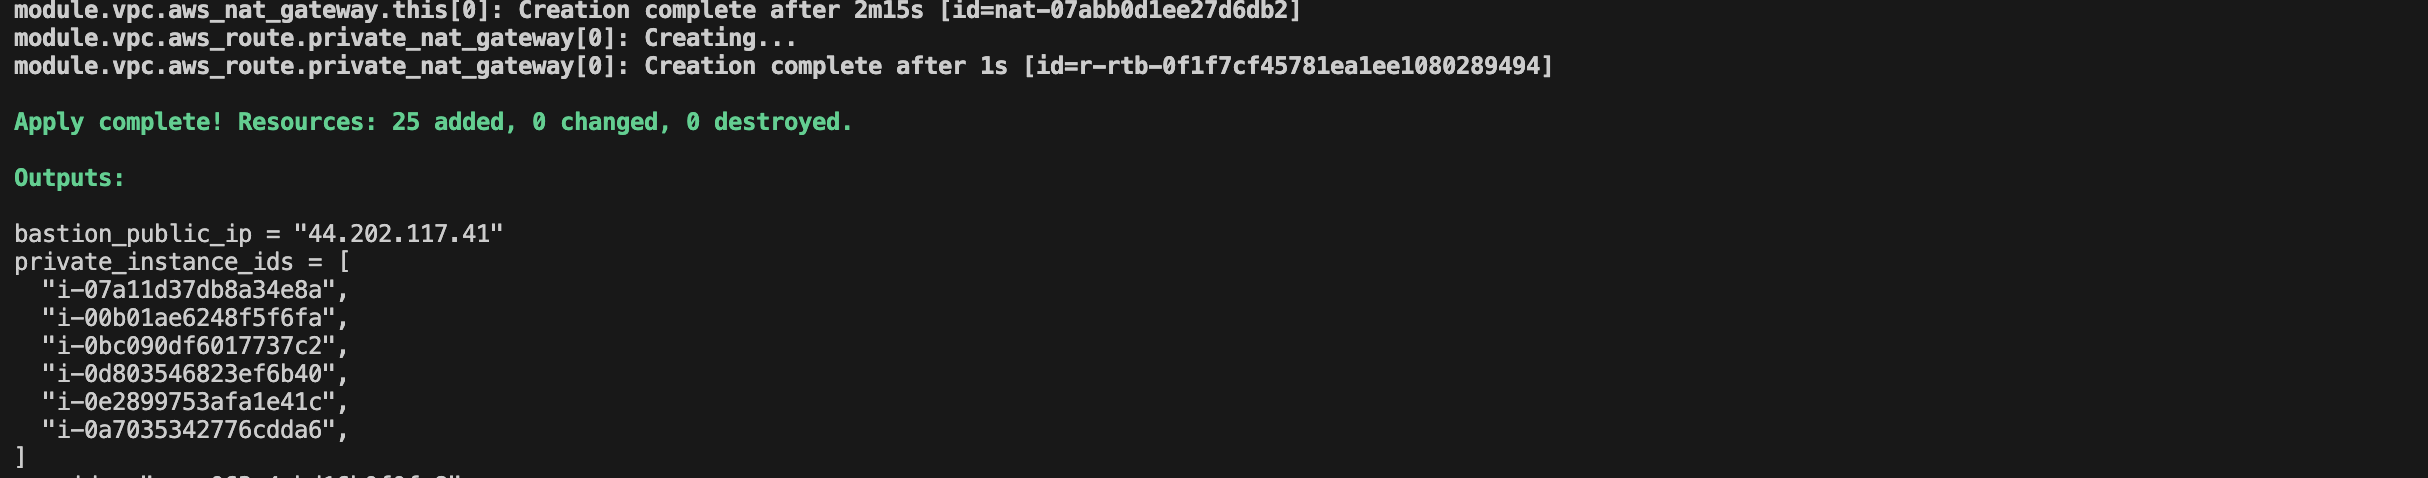 module.vpc.aws_nat_gateway.this[0]: Creation complete after 2m15s [id=nat-07abb0d1ee27d6db2]
module.vpc.aws_route.private_nat_gateway[0]: Creating...
module.vpc.aws_route.private_nat_gateway[0]: Creation complete after 1s [id=r-rtb-0f1f7cf45781ea1ee1080289494]
Apply complete! Resources: 25 added, 0 changed, 0 destroyed.
Outputs:
bastion_public_ip = "44.202.117.41"
private_instance_ids = [
"i-07a11d37db8a34e8a",
"i-00b01ae6248f5f6fa",
"i-0bc090df6017737c2",
"i-0d803546823ef6b40",
"i-0e2899753afa1e41c",
"i-0a7035342776cdda6",
]